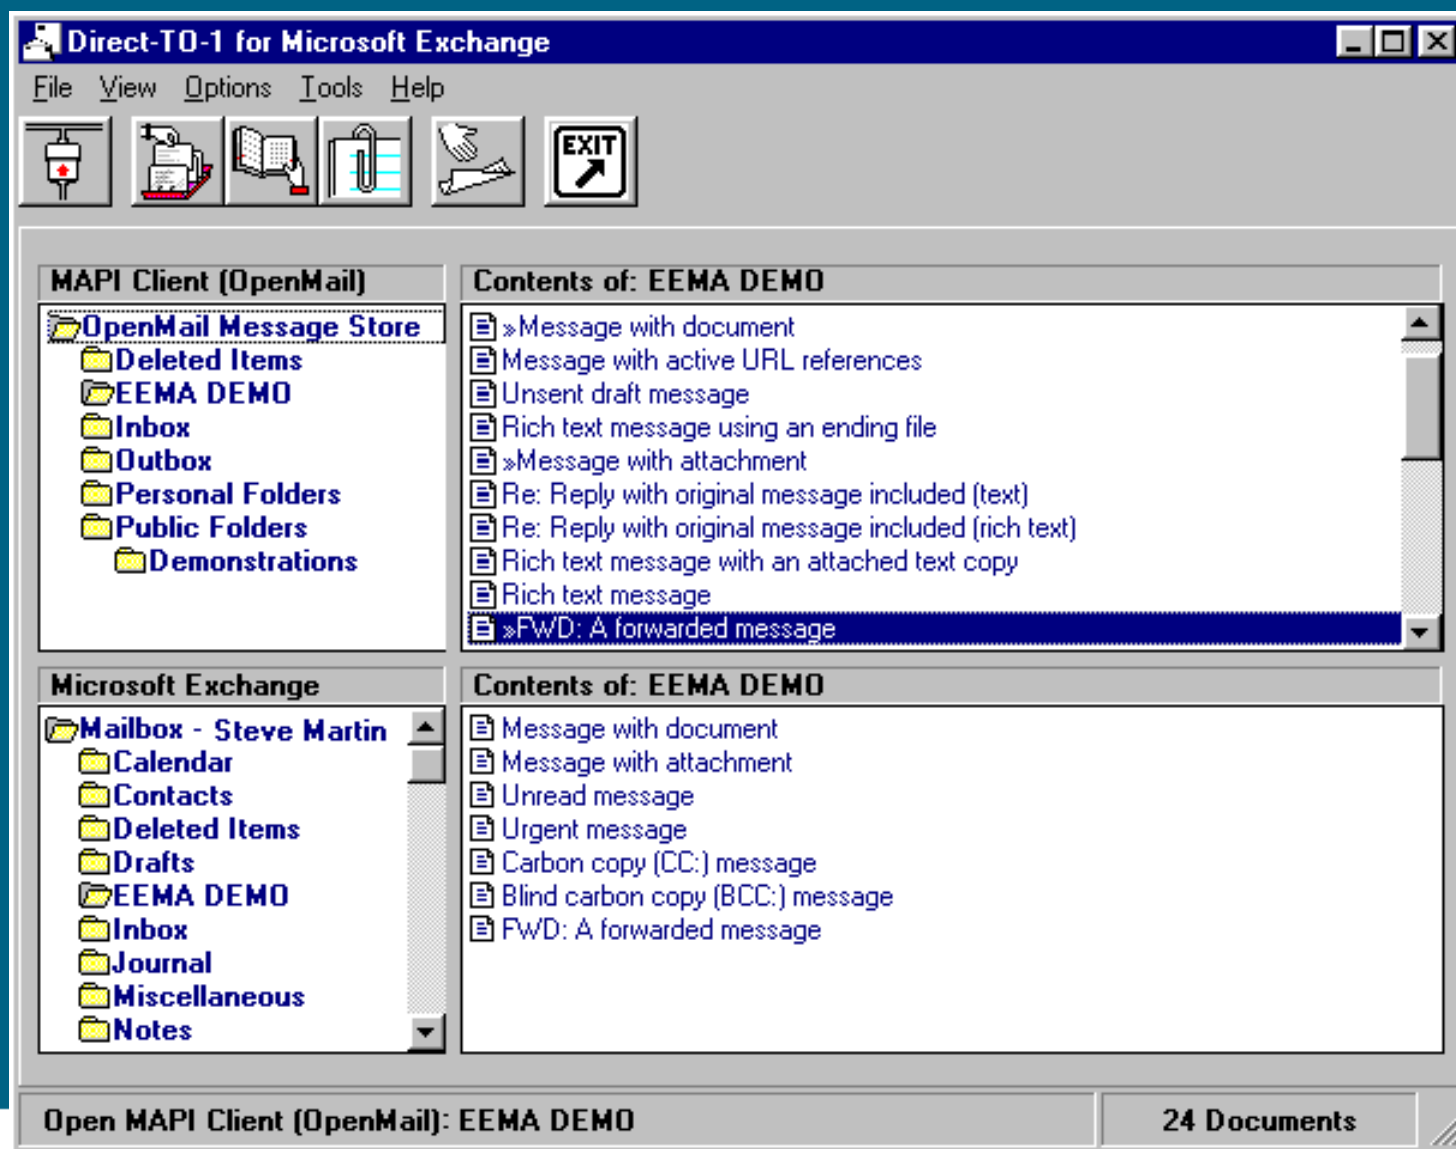 Direct-TO-1 for Microsoft Exchange
File View Options Tools Help
EXIT
MAPI Client (OpenMail)
OpenMail Message Store
Deleted Items
EEMA DEMO
Inbox
Outbox
Personal Folders
Public Folders
Demonstrations
Contents of: EEMA DEMO
»Message with document
Message with active URL references
Unsent draft message
Rich text message using an ending file
»Message with attachment
Re: Reply with original message included (text)
Re: Reply with original message included (rich text)
Rich text message with an attached text copy
Rich text message
»FWD: A forwarded message
Microsoft Exchange
Mailbox - Steve Martin
Calendar
Contacts
Deleted Items
Drafts
EEMA DEMO
Inbox
Journal
Miscellaneous
Notes
Contents of: EEMA DEMO
Message with document
Message with attachment
Unread message
Urgent message
Carbon copy (CC:) message
Blind carbon copy (BCC:) message
FWD: A forwarded message
Open MAPI Client (OpenMail): EEMA DEMO
24 Documents